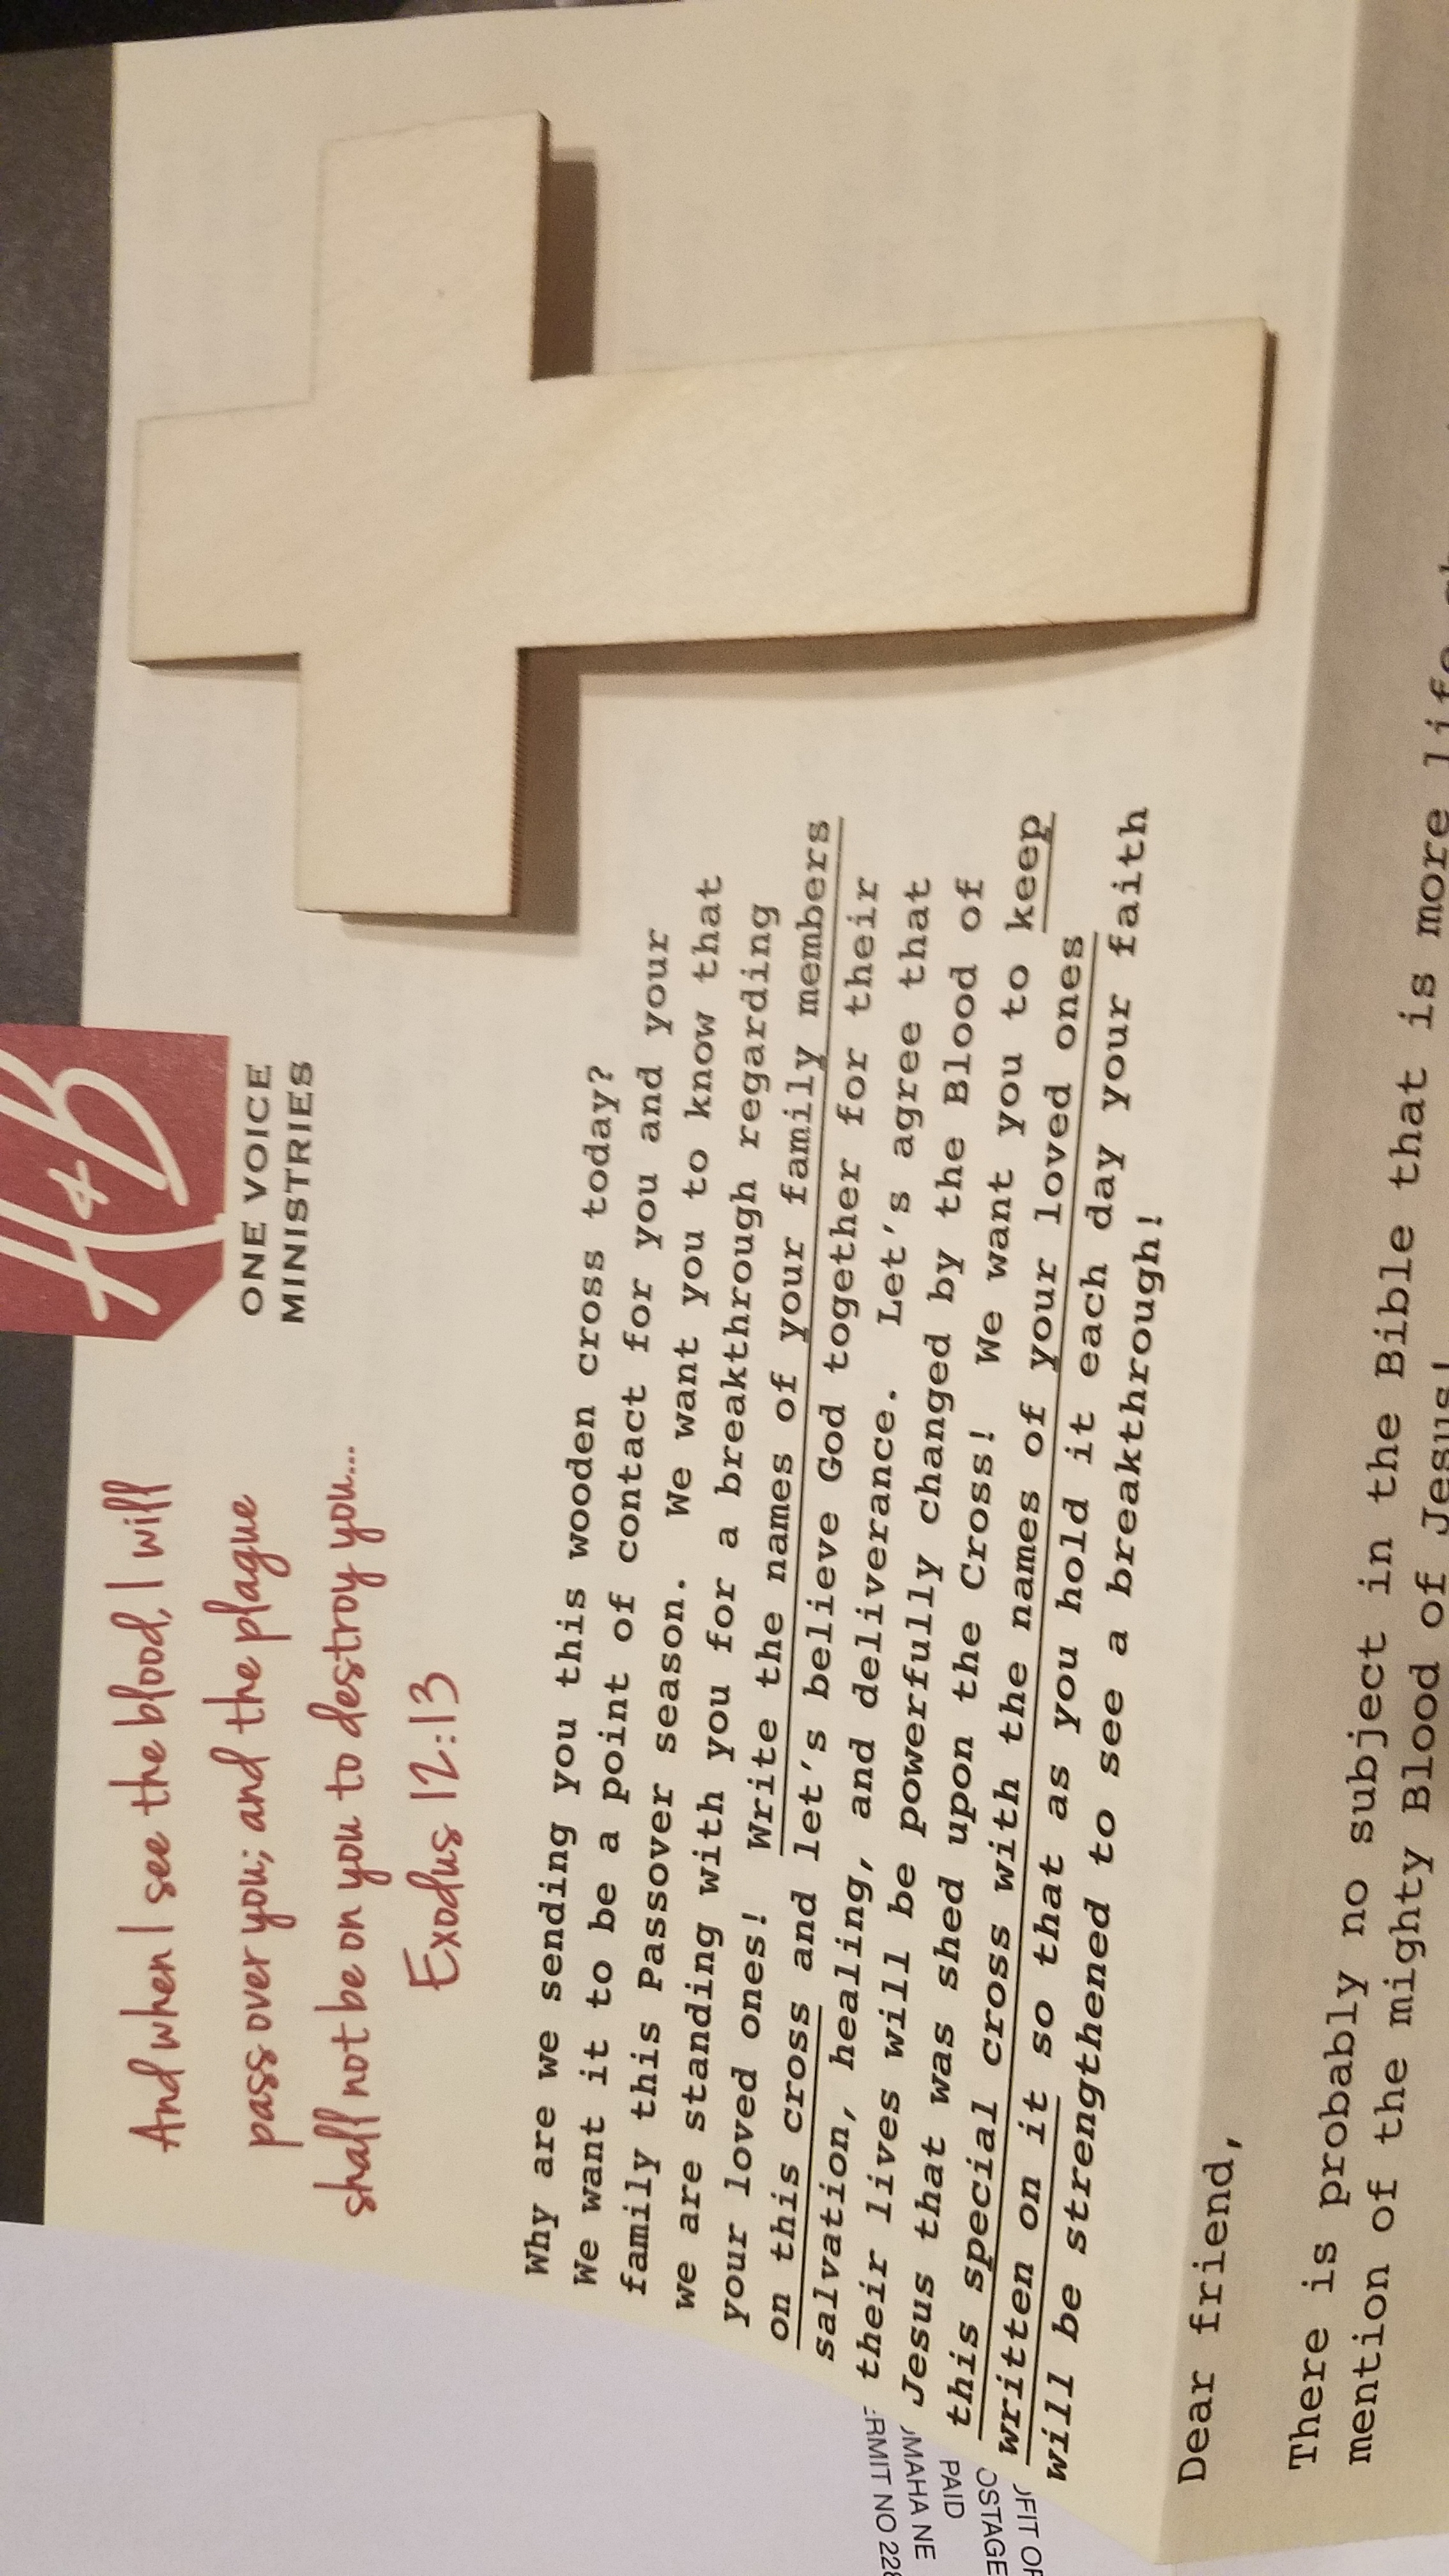 And when I see the blood, I will
pass over you; and the plague
shall not be on you to destroy you...
Exodus 12:13
H&B
ONE VOICE
MINISTRIES
Why are we sending you this wooden cross today?
We want it to be a point of contact for you and your
family this Passover season. We want you to know that
we are standing with you for a breakthrough regarding
your loved ones! Write the names of your family members
on this cross and let's believe God together for their
salvation, healing, and deliverance. Let's agree that
their lives will be powerfully changed by the Blood of
Jesus that was shed upon the Cross! We want you to keep
this special cross with the names of your loved ones
written on it so that as you hold it each day your faith
will be strengthened to see a breakthrough!
Dear friend,
There is probably no subject in the Bible that is more
mention of the mighty Blood of Jesus!
OFIT OR
OSTAGE
PAID
OMAHA NE
ERMIT NO 228